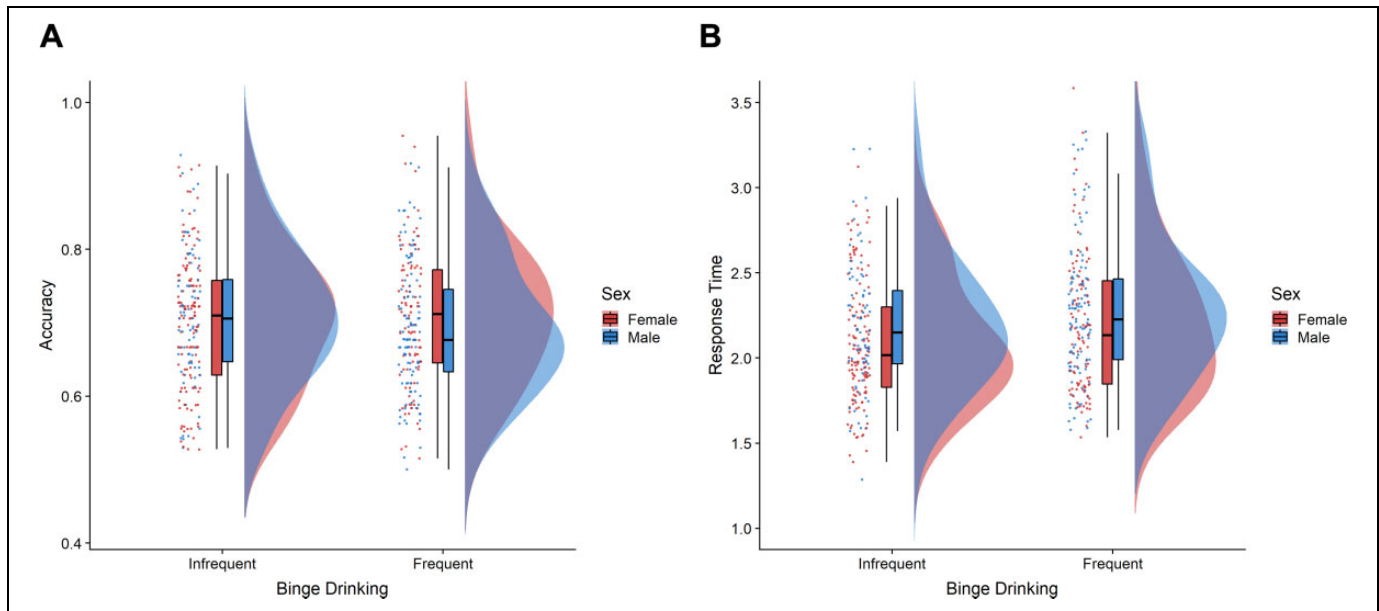 A
1.0
0.8
0.6
0.4
Accuracy
Infrequent
Frequent
Binge Drinking
Sex
Female
Male
B
3.5
3.0
2.5
2.0
1.5
1.0
Response Time
Infrequent
Frequent
Binge Drinking
Sex
Female
Male